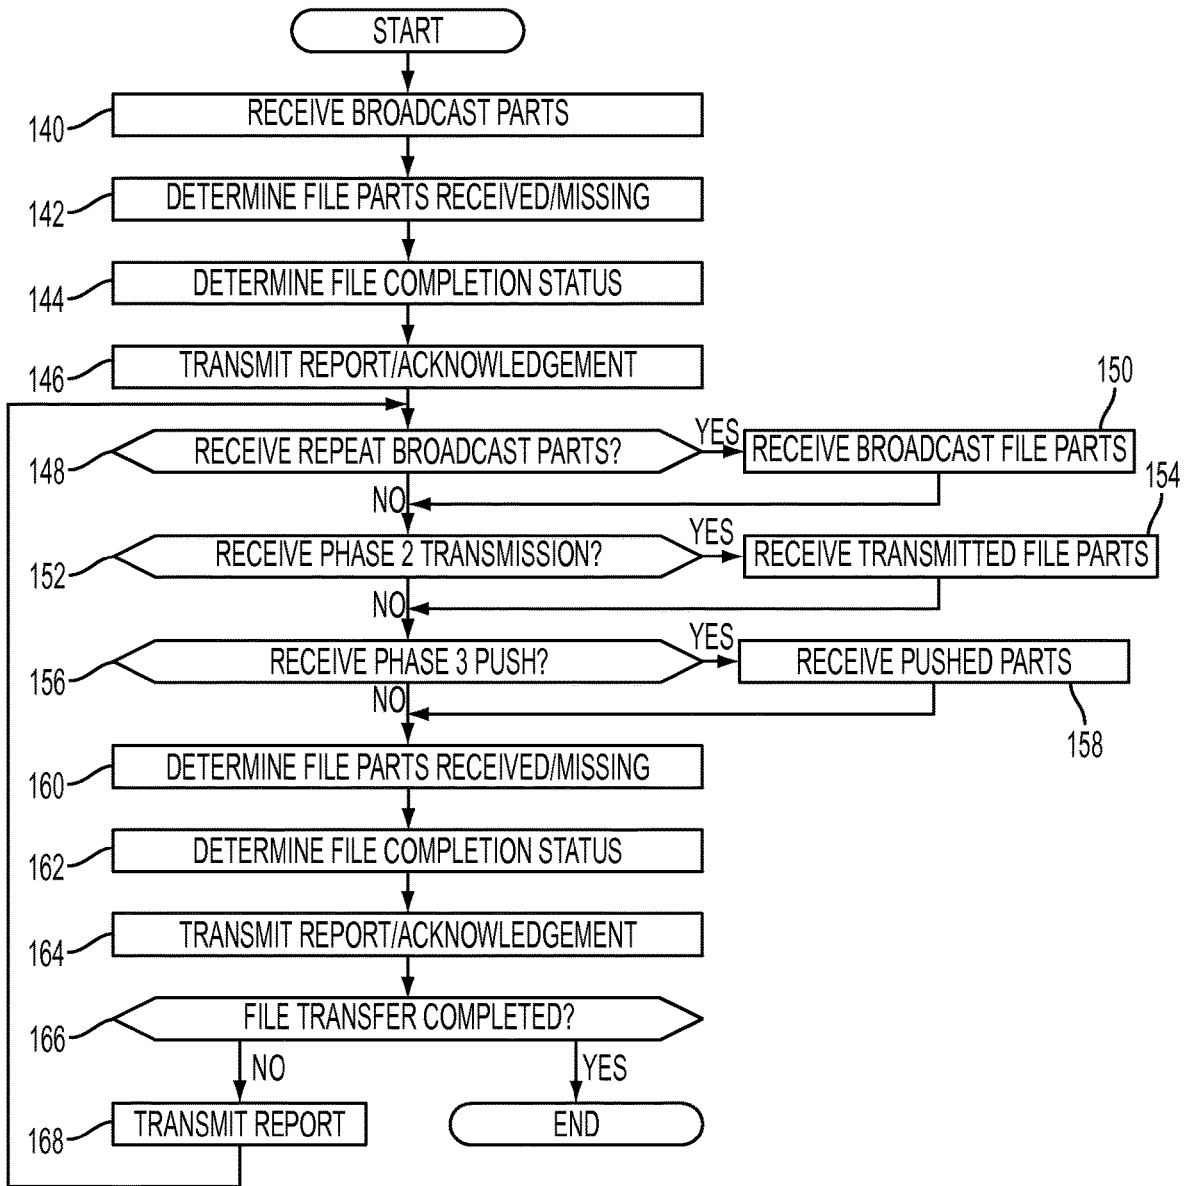 START
RECEIVE BROADCAST PARTS
140
DETERMINE FILE PARTS RECEIVED/MISSING
142
DETERMINE FILE COMPLETION STATUS
144
TRANSMIT REPORT/ACKNOWLEDGEMENT
146
150
RECEIVE REPEAT BROADCAST PARTS?
YES
RECEIVE BROADCAST FILE PARTS
148
NO
154
RECEIVE PHASE 2 TRANSMISSION?
YES
RECEIVE TRANSMITTED FILE PARTS
152
NO
RECEIVE PHASE 3 PUSH?
YES
RECEIVE PUSHED PARTS
156
NO
158
DETERMINE FILE PARTS RECEIVED/MISSING
160
DETERMINE FILE COMPLETION STATUS
162
TRANSMIT REPORT/ACKNOWLEDGEMENT
164
FILE TRANSFER COMPLETED?
166
NO
YES
TRANSMIT REPORT
168
END